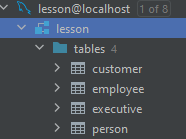 lesson@localhost 1 of 8
lesson
tables 4
customer
employee
executive
person